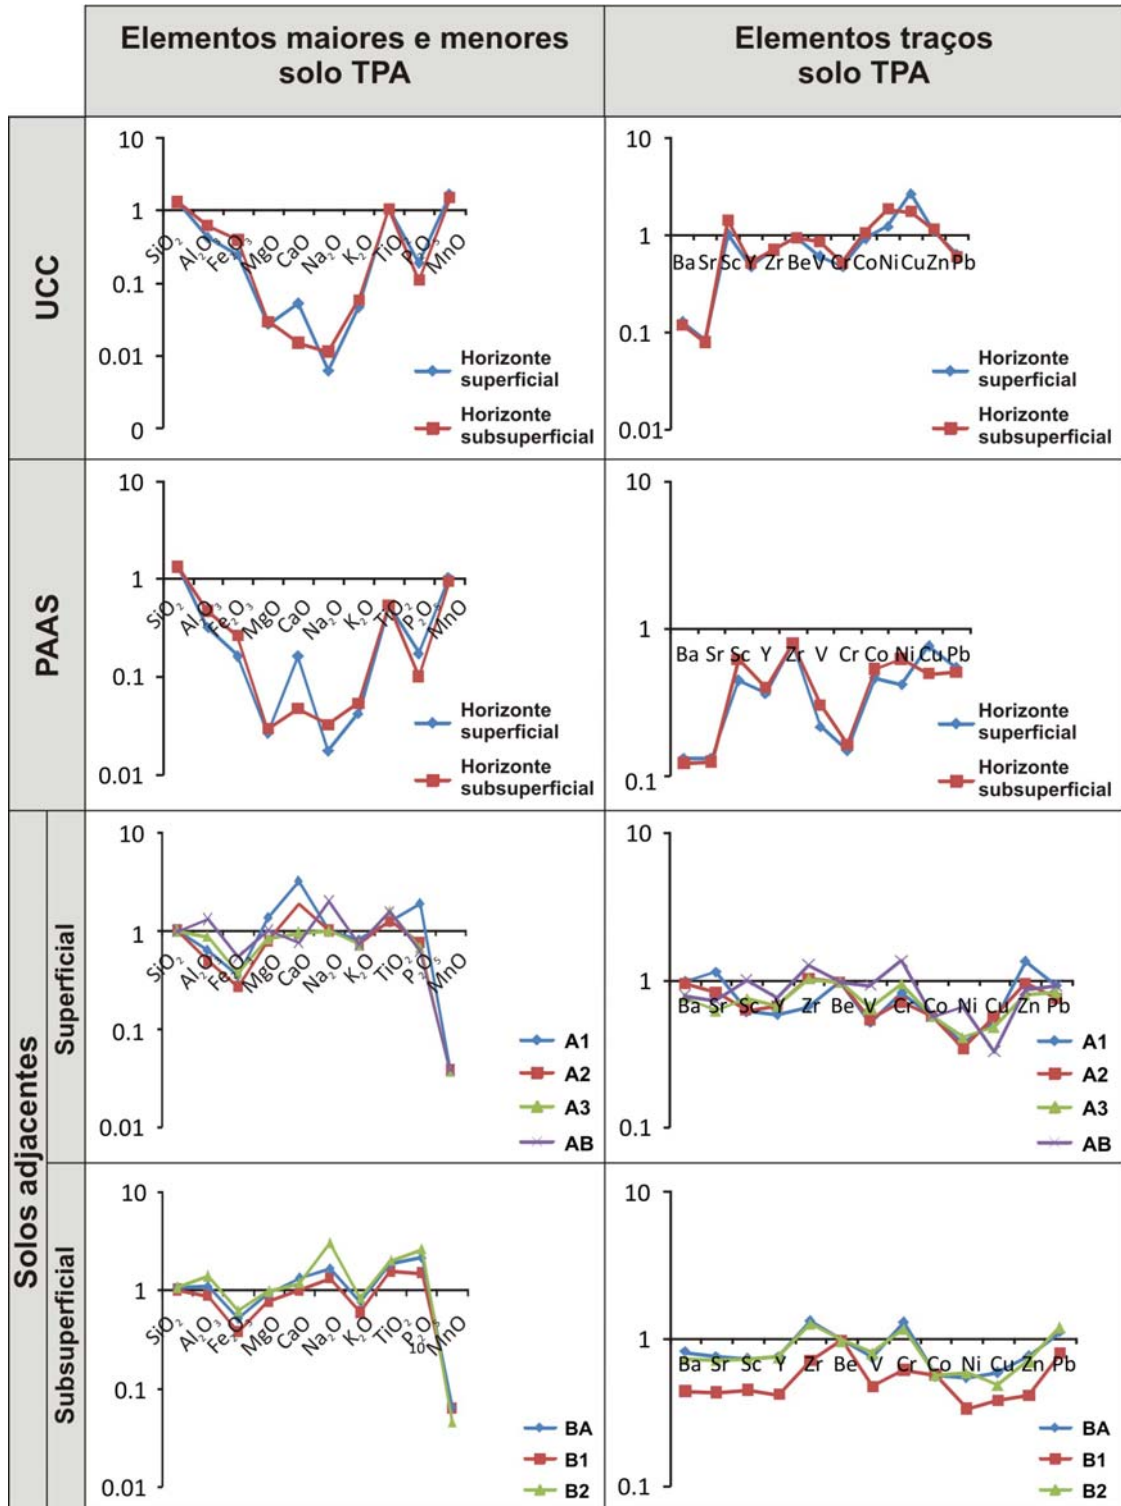 Elementos maiores e menores
solo TPA
Elementos traços
solo TPA
UCC
10
1
0.1
0.01
0
SiO₂ Al₂O₃ Fe₂O₃ MgO CaO Na₂O K₂O TiO₂ P₂O₅ MnO
Horizonte
superficial
Horizonte
subsuperficial
10
1
0.1
0.01
Ba Sr Sc Y Zr Be V Cr Co Ni Cu Zn Pb
Horizonte
superficial
Horizonte
subsuperficial
PAAS
10
1
0.1
0.01
SiO₂ Al₂O₃ Fe₂O₃ MgO CaO Na₂O K₂O TiO₂ P₂O₅ MnO
Horizonte
superficial
Horizonte
subsuperficial
10
1
0.1
Ba Sr Sc Y Zr V Cr Co Ni Cu Pb
Horizonte
superficial
Horizonte
subsuperficial
Solos adjacentes
Superficial
10
1
0.1
0.01
SiO₂ Al₂O₃ Fe₂O₃ MgO CaO Na₂O K₂O TiO₂ P₂O₅ MnO
A1
A2
A3
AB
10
1
0.1
Ba Sr Sc Y Zr Be V Cr Co Ni Cu Zn Pb
A1
A2
A3
AB
Subsuperficial
10
1
0.1
0.01
SiO₂ Al₂O₃ Fe₂O₃ MgO CaO Na₂O K₂O TiO₂ P₂O₅ MnO
10
BA
B1
B2
10
1
0.1
Ba Sr Sc Y Zr Be V Cr Co Ni Cu Zn Pb
BA
B1
B2